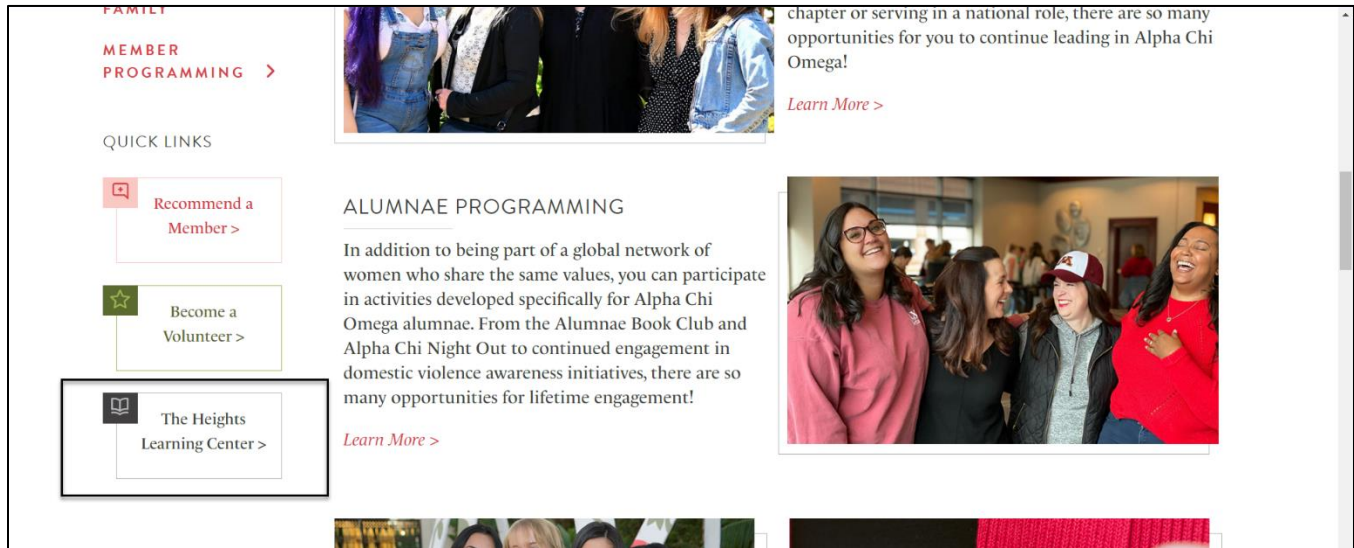 FAMILY
MEMBER
PROGRAMMING >
QUICK LINKS
Recommend a
Member >
Become a
Volunteer >
The Heights
Learning Center >
chapter or serving in a national role, there are so many
opportunities for you to continue leading in Alpha Chi
Omega!
Learn More >
ALUMNAE PROGRAMMING
In addition to being part of a global network of
women who share the same values, you can participate
in activities developed specifically for Alpha Chi
Omega alumnae. From the Alumnae Book Club and
Alpha Chi Night Out to continued engagement in
domestic violence awareness initiatives, there are so
many opportunities for lifetime engagement!
Learn More >
M